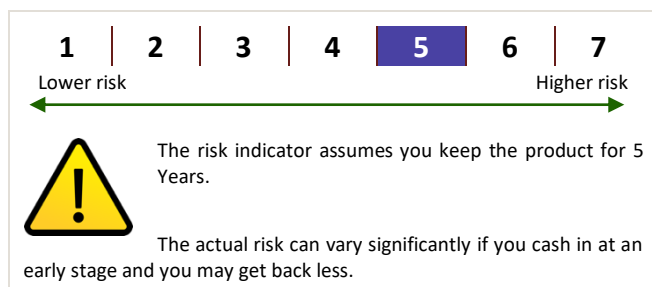 1 2 3 4 5 6 7
Lower risk Higher risk
The risk indicator assumes you keep the product for 5
Years.
The actual risk can vary significantly if you cash in at an
early stage and you may get back less.